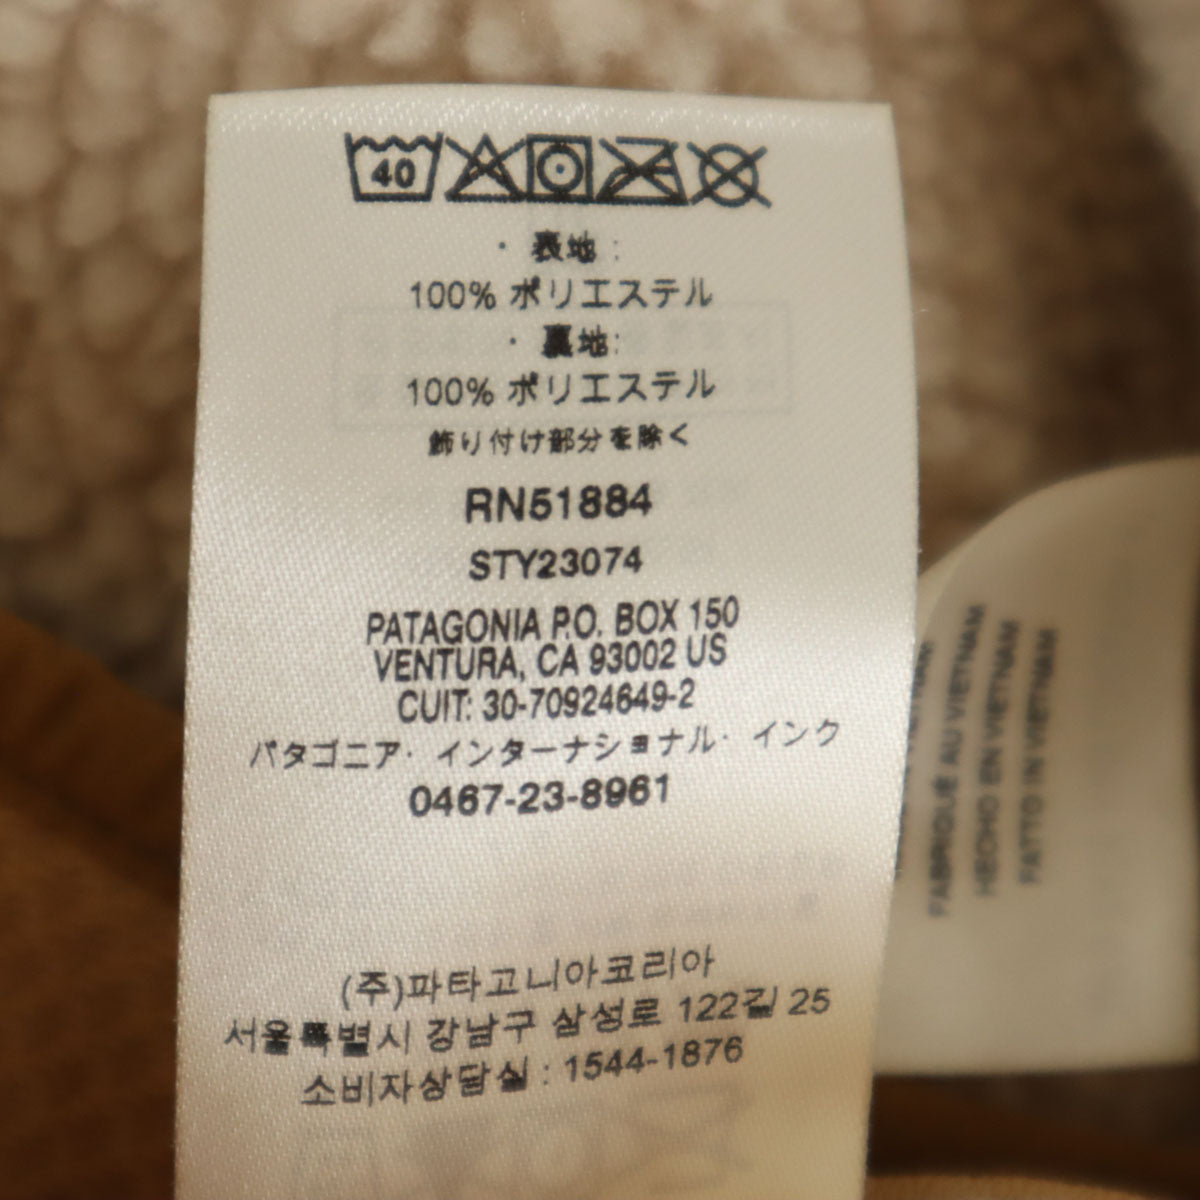 40
・ 表地 :
100% ポリエステル
・ 裏地:
100% ポリエステル
飾り付け部分を除く
RN51884
STY23074
PATAGONIA P.O. BOX 150
VENTURA, CA 93002 US
CUIT: 30-70924649-2
パタゴニア・インターナショナル・インク
0467-23-8961
(주)파타고니아코리아
서울특별시 강남구 삼성로 122길 25
소비자상담실 : 1544-1876
FABRIQUÉ AU VIETNAM
HECHO EN VIETNAM
FATTO IN VIETNAM